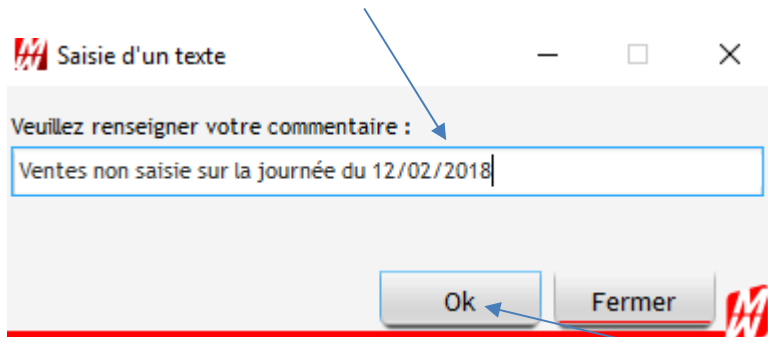 Saisie d'un texte
Veuillez renseigner votre commentaire :
Ventes non saisie sur la journée du 12/02/2018
Ok
Fermer